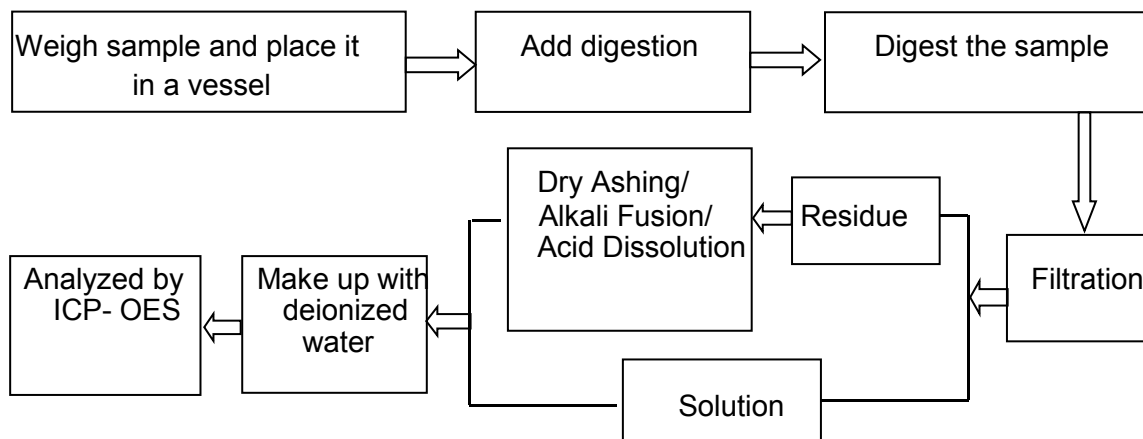 Weigh sample and place it
in a vessel
Add digestion
Digest the sample
Dry Ashing/
Alkali Fusion/
Acid Dissolution
Residue
Filtration
Analyzed by
ICP- OES
Make up with
deionized
water
Solution